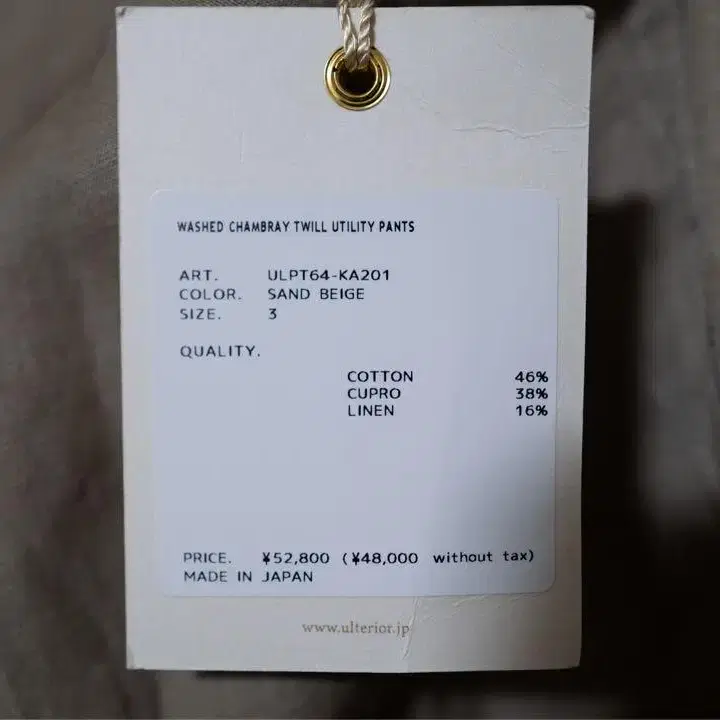 WASHED CHAMBRAY TWILL UTILITY PANTS
ART. ULPT64-KA201
COLOR. SAND BEIGE
SIZE. 3
QUALITY.
COTTON 46%
CUPRO 38%
LINEN 16%
PRICE. ¥52,800 (¥48,000 without tax)
MADE IN JAPAN
www.ulterior.jp